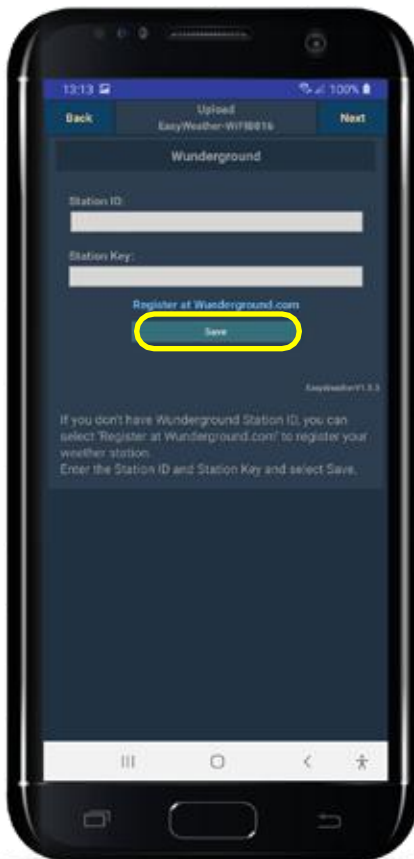 13:13 100%
Back Upload Next
EasyWeather-WiFi8016
Wunderground
Station ID:
Station Key:
Register at Wunderground.com
Save
EasyWeatherV1.5.5
If you don't have Wunderground Station ID, you can
select 'Register at Wunderground.com' to register your
weather station.
Enter the Station ID and Station Key and select Save.